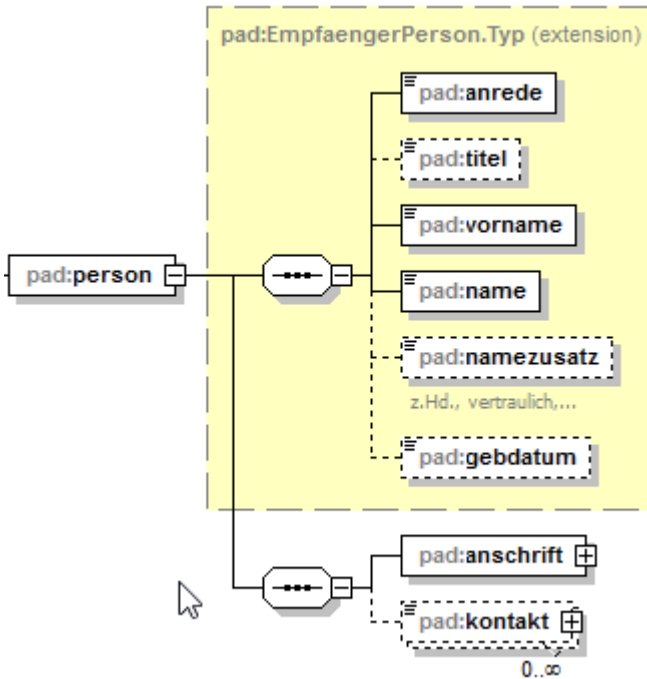 pad:EmpfaengerPerson.Typ (extension)
pad:anrede
pad:titel
pad:vorname
pad:person
pad:name
pad:namezusatz
z.Hd., vertraulich,...
pad:gebdatum
pad:anschrift
pad:kontakt
0..∞